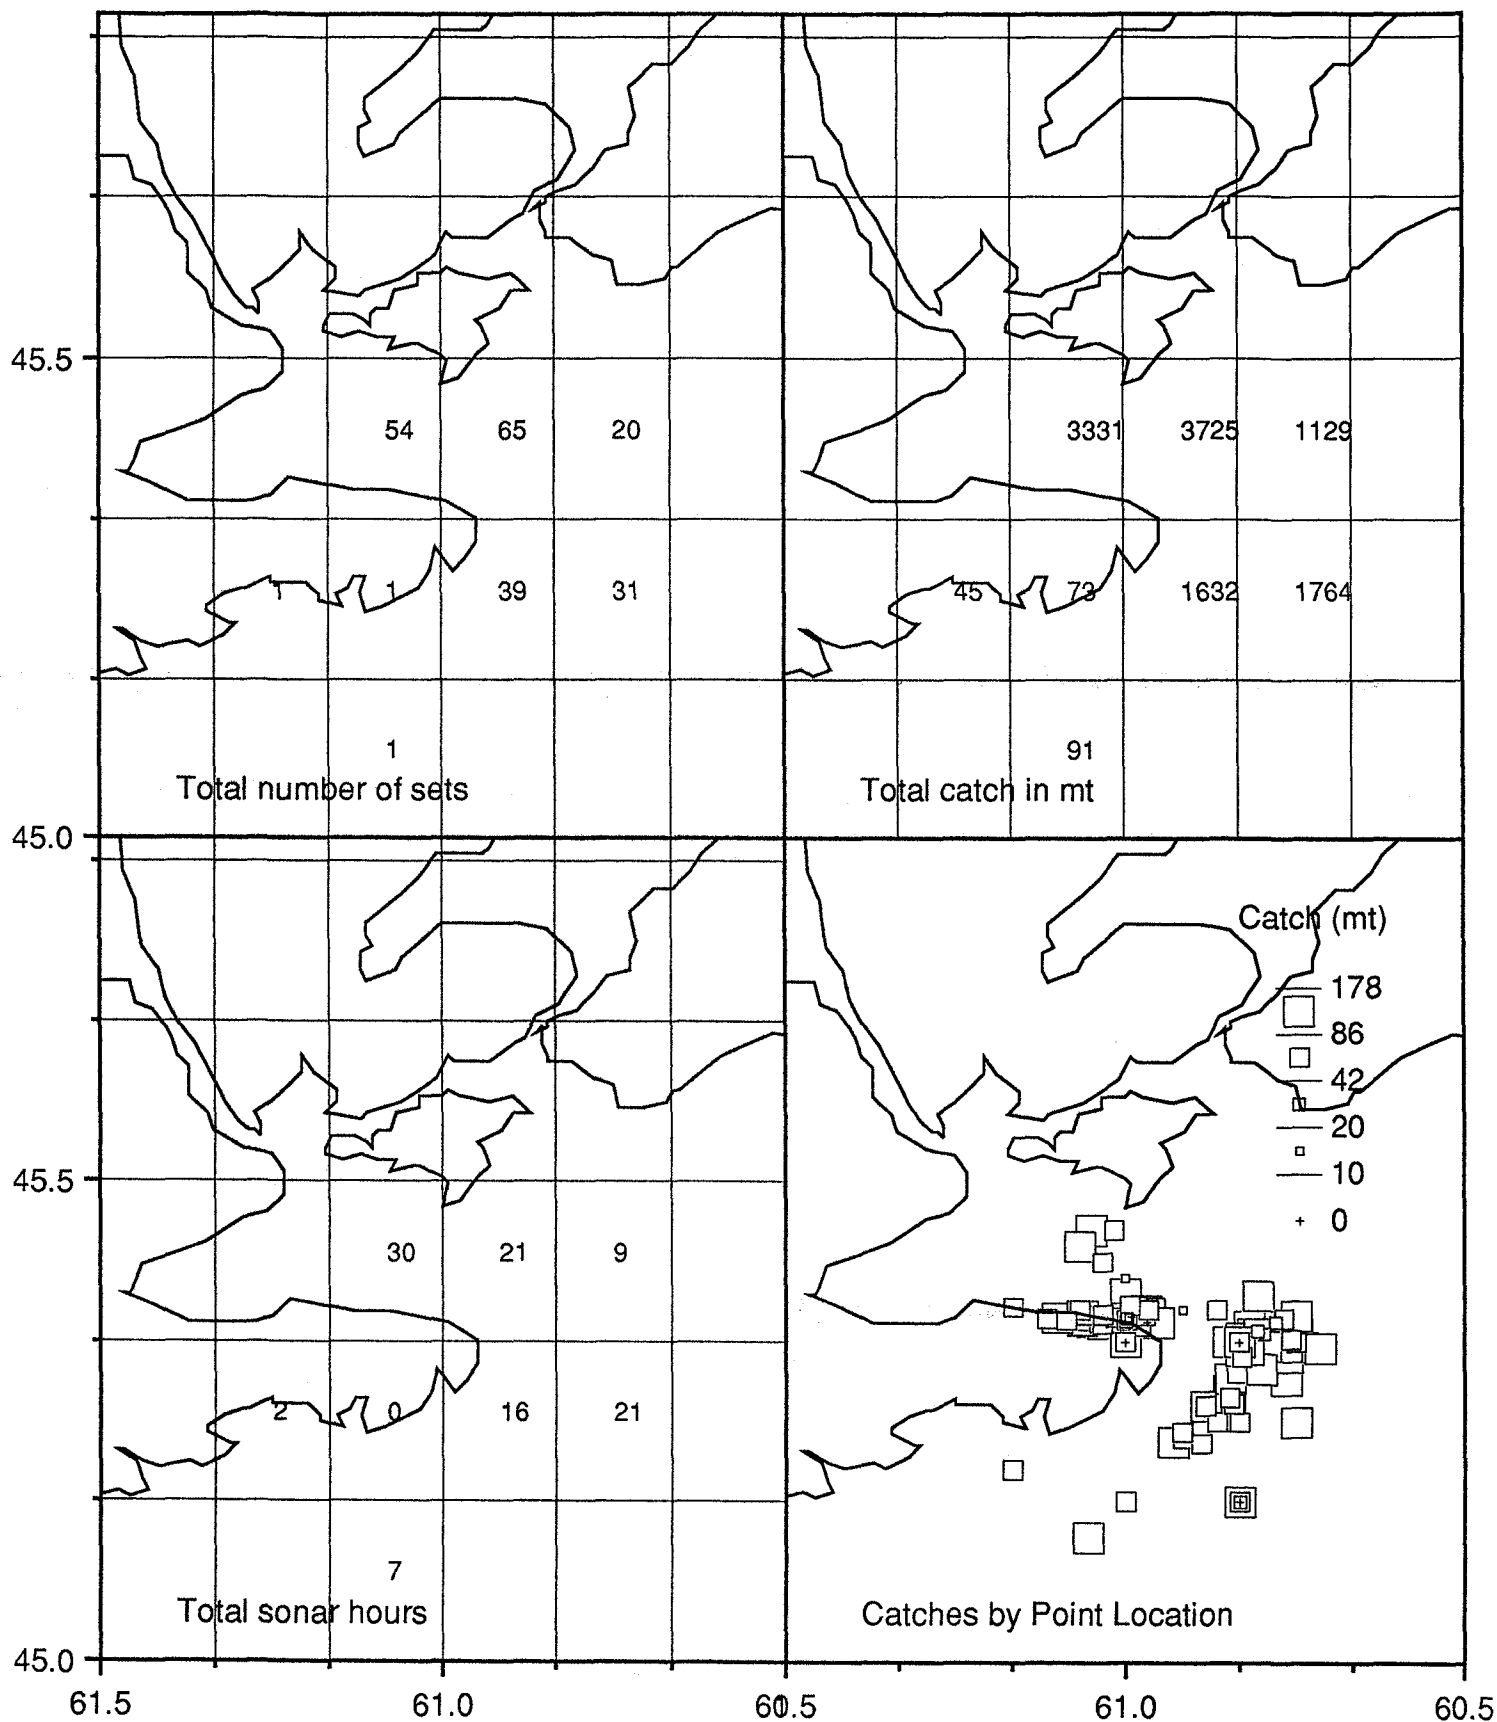 45.5
54 65 20
3331 3725 1129
1 1 39 31
45 73 1632 1764
1
91
Total number of sets
Total catch in mt
45.0
Catch (mt)
178
86
42
20
10
0
45.5
30 21 9
2 0 16 21
7
Total sonar hours
Catches by Point Location
45.0
61.5 61.0 60.5 61.0 60.5